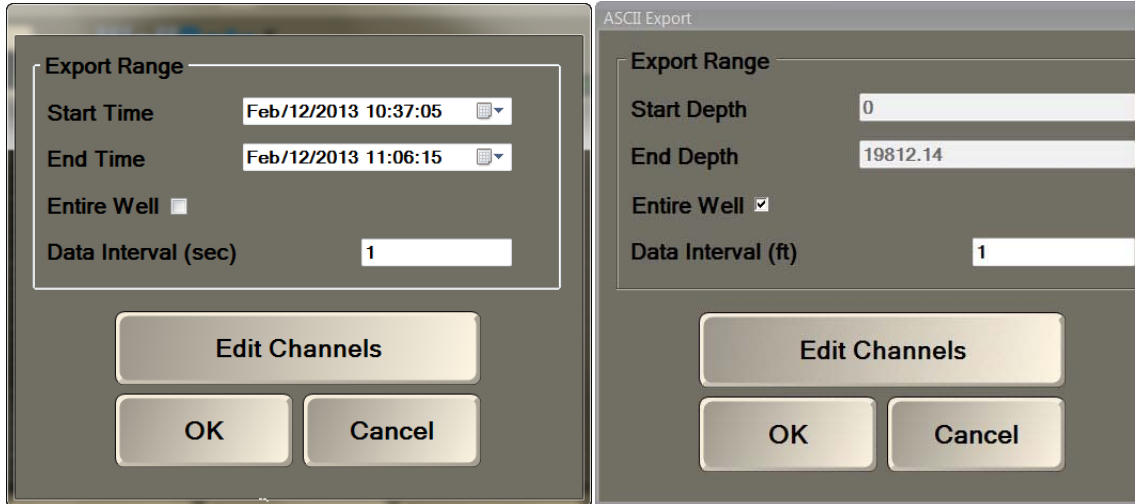 Export Range
Start Time Feb/12/2013 10:37:05
End Time Feb/12/2013 11:06:15
Entire Well
Data Interval (sec) 1
Edit Channels
OK Cancel
ASCII Export
Export Range
Start Depth 0
End Depth 19812.14
Entire Well
Data Interval (ft) 1
Edit Channels
OK Cancel